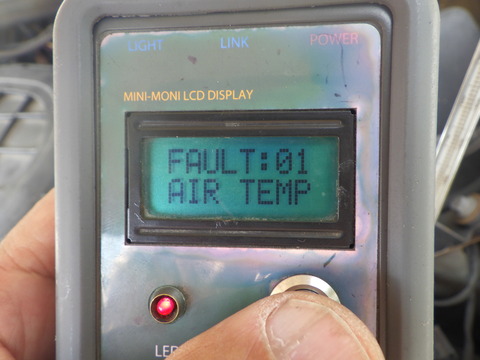 LIGHT LINK POWER
MINI-MONI LCD DISPLAY
FAULT:01
AIR TEMP